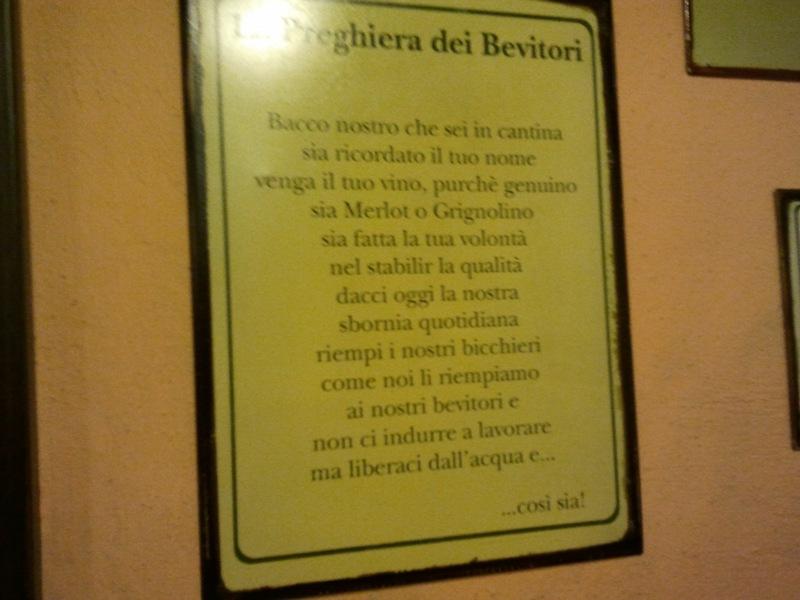 La Preghiera dei Bevitori
Bacco nostro che sei in cantina
sia ricordato il tuo nome
venga il tuo vino, purchè genuino
sia Merlot o Grignolino
sia fatta la tua volontà
nel stabilir la qualità
dacci oggi la nostra
sbornia quotidiana
riempi i nostri bicchieri
come noi li riempiamo
ai nostri bevitori e
non ci indurre a lavorare
ma liberaci dall'acqua e...
...così sia!